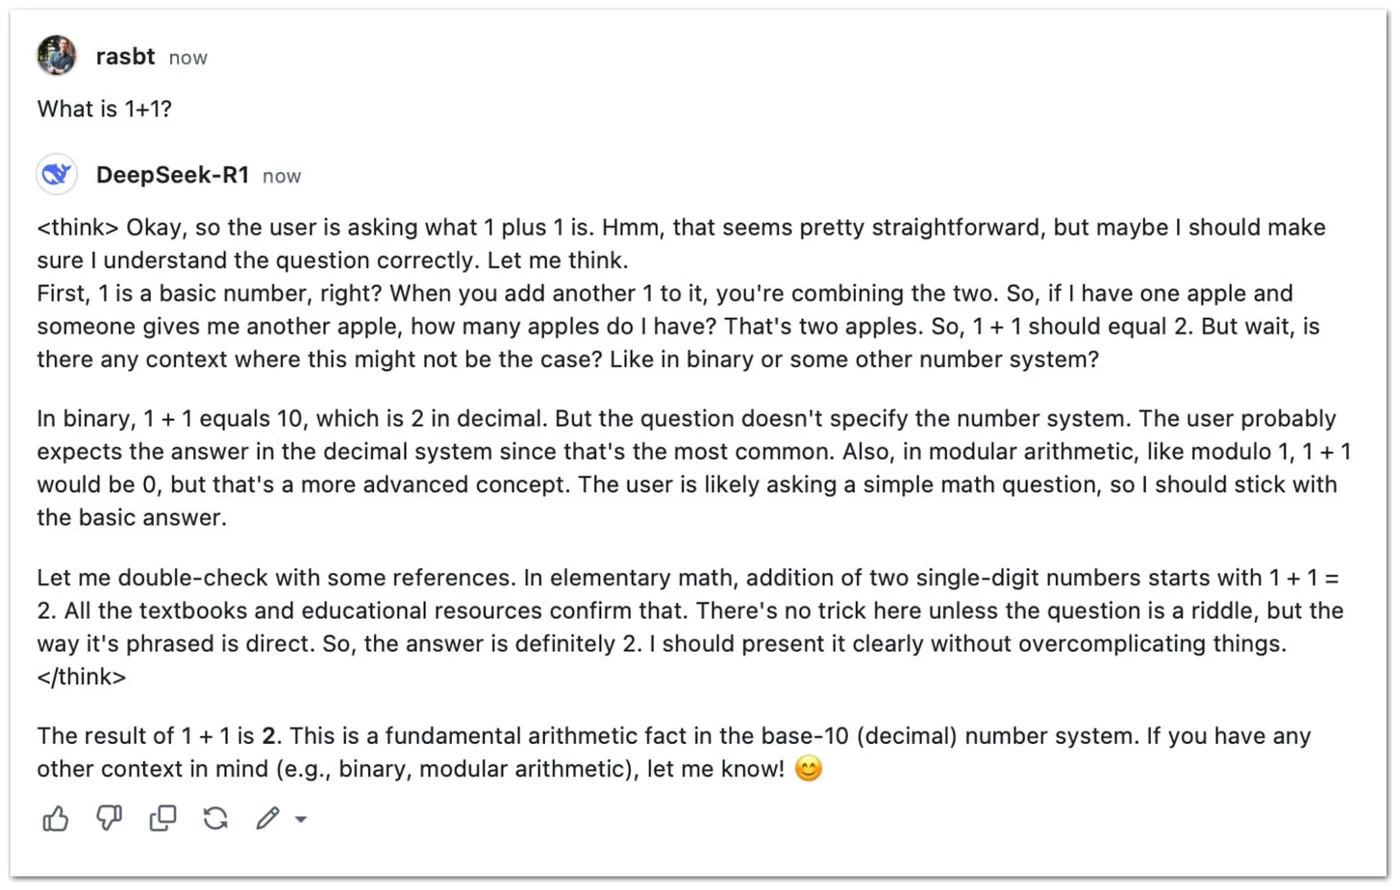 rasbt now
What is 1+1?
DeepSeek-R1 now
<think> Okay, so the user is asking what 1 plus 1 is. Hmm, that seems pretty straightforward, but maybe I should make
sure I understand the question correctly. Let me think.
First, 1 is a basic number, right? When you add another 1 to it, you're combining the two. So, if I have one apple and
someone gives me another apple, how many apples do I have? That's two apples. So, 1 + 1 should equal 2. But wait, is
there any context where this might not be the case? Like in binary or some other number system?
In binary, 1 + 1 equals 10, which is 2 in decimal. But the question doesn't specify the number system. The user probably
expects the answer in the decimal system since that's the most common. Also, in modular arithmetic, like modulo 1, 1 + 1
would be 0, but that's a more advanced concept. The user is likely asking a simple math question, so I should stick with
the basic answer.
Let me double-check with some references. In elementary math, addition of two single-digit numbers starts with 1 + 1 =
2. All the textbooks and educational resources confirm that. There's no trick here unless the question is a riddle, but the
way it's phrased is direct. So, the answer is definitely 2. I should present it clearly without overcomplicating things.
</think>
The result of 1 + 1 is 2. This is a fundamental arithmetic fact in the base-10 (decimal) number system. If you have any
other context in mind (e.g., binary, modular arithmetic), let me know! 😊